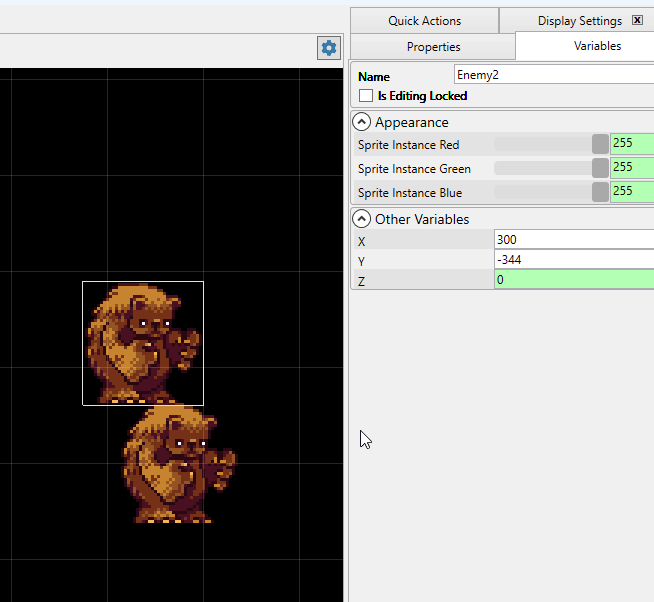 Quick Actions
Display Settings
Properties
Variables
Name
Enemy2
Is Editing Locked
Appearance
Sprite Instance Red
255
Sprite Instance Green
255
Sprite Instance Blue
255
Other Variables
X
300
Y
-344
Z
0